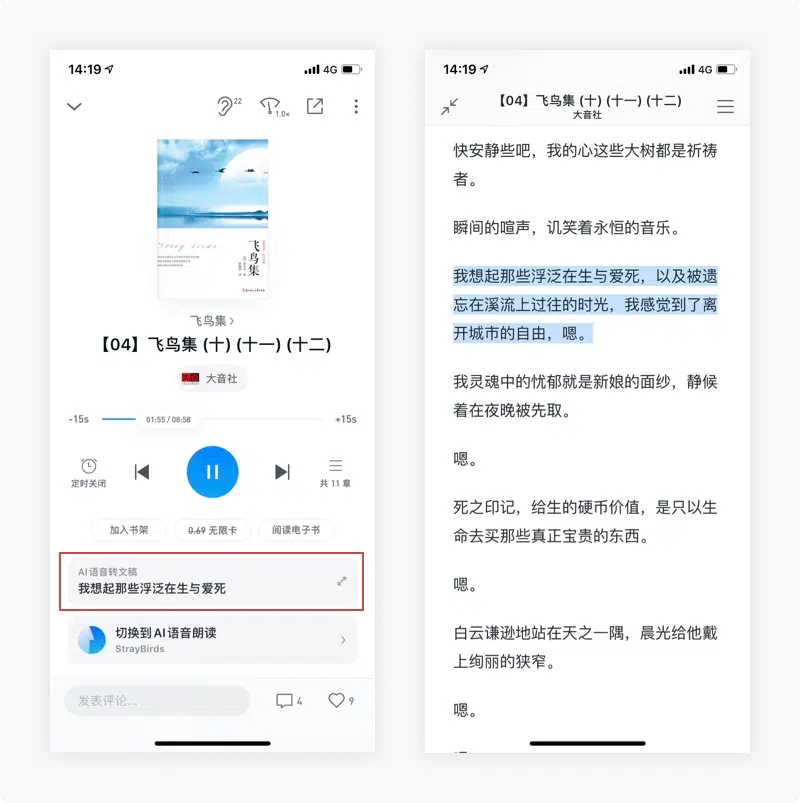 14:19
4G
22
1.0x
Stray birds
飞鸟集
飞鸟集
【04】飞鸟集 (十) (十一) (十二)
大音社
-15s
01:55 / 08:58
+15s
定时关闭
共 11 章
加入书架
0.69 无限卡
阅读电子书
AI语音转文稿
我想起那些浮泛在生与爱死
切换到AI语音朗读
StrayBirds
发表评论...
4
9
14:19
4G
【04】飞鸟集 (十) (十一) (十二)
大音社
快安静些吧，我的心这些大树都是祈祷
者。
瞬间的喧声，讥笑着永恒的音乐。
我想起那些浮泛在生与爱死，以及被遗
忘在溪流上过往的时光，我感觉到了离
开城市的自由，嗯。
我灵魂中的忧郁就是新娘的面纱，静候
着在夜晚被先取。
嗯。
死之印记，给生的硬币价值，是只以生
命去买那些真正宝贵的东西。
嗯。
白云谦逊地站在天之一隅，晨光给他戴
上绚丽的狭窄。
嗯。